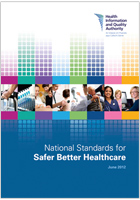 Health
Information
and Quality
Authority
National Standards for
Safer Better Healthcare
June 2012